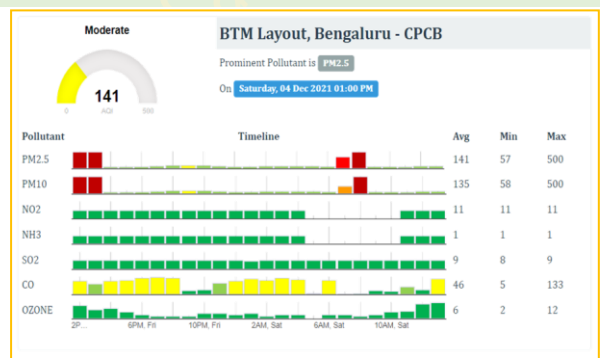 Moderate
141
0 AQI 500
BTM Layout, Bengaluru - CPCB
Prominent Pollutant is PM2.5
On Saturday, 04 Dec 2021 01:00 PM
Pollutant Timeline Avg Min Max
PM2.5 141 57 500
PM10 135 58 500
NO2 11 11 11
NH3 1 1 1
SO2 9 8 9
CO 46 5 133
OZONE 6 2 12
2P... 6PM, Fri 10PM, Fri 2AM, Sat 6AM, Sat 10AM, Sat